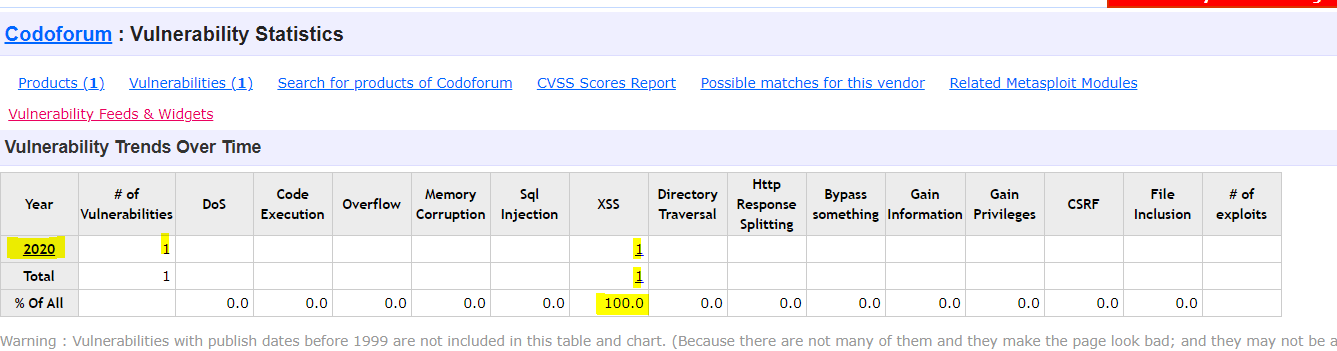 Codoforum : Vulnerability Statistics
Products (1) Vulnerabilities (1) Search for products of Codoforum CVSS Scores Report Possible matches for this vendor Related Metasploit Modules
Vulnerability Feeds & Widgets
Vulnerability Trends Over Time
Year # of Vulnerabilities DoS Code Execution Overflow Memory Corruption Sql Injection XSS Directory Traversal Http Response Splitting Bypass something Gain Information Gain Privileges CSRF File Inclusion # of exploits
2020 1 1
Total 1 1
% Of All 0.0 0.0 0.0 0.0 0.0 100.0 0.0 0.0 0.0 0.0 0.0 0.0 0.0
Warning : Vulnerabilities with publish dates before 1999 are not included in this table and chart. (Because there are not many of them and they make the page look bad; and they may not be a